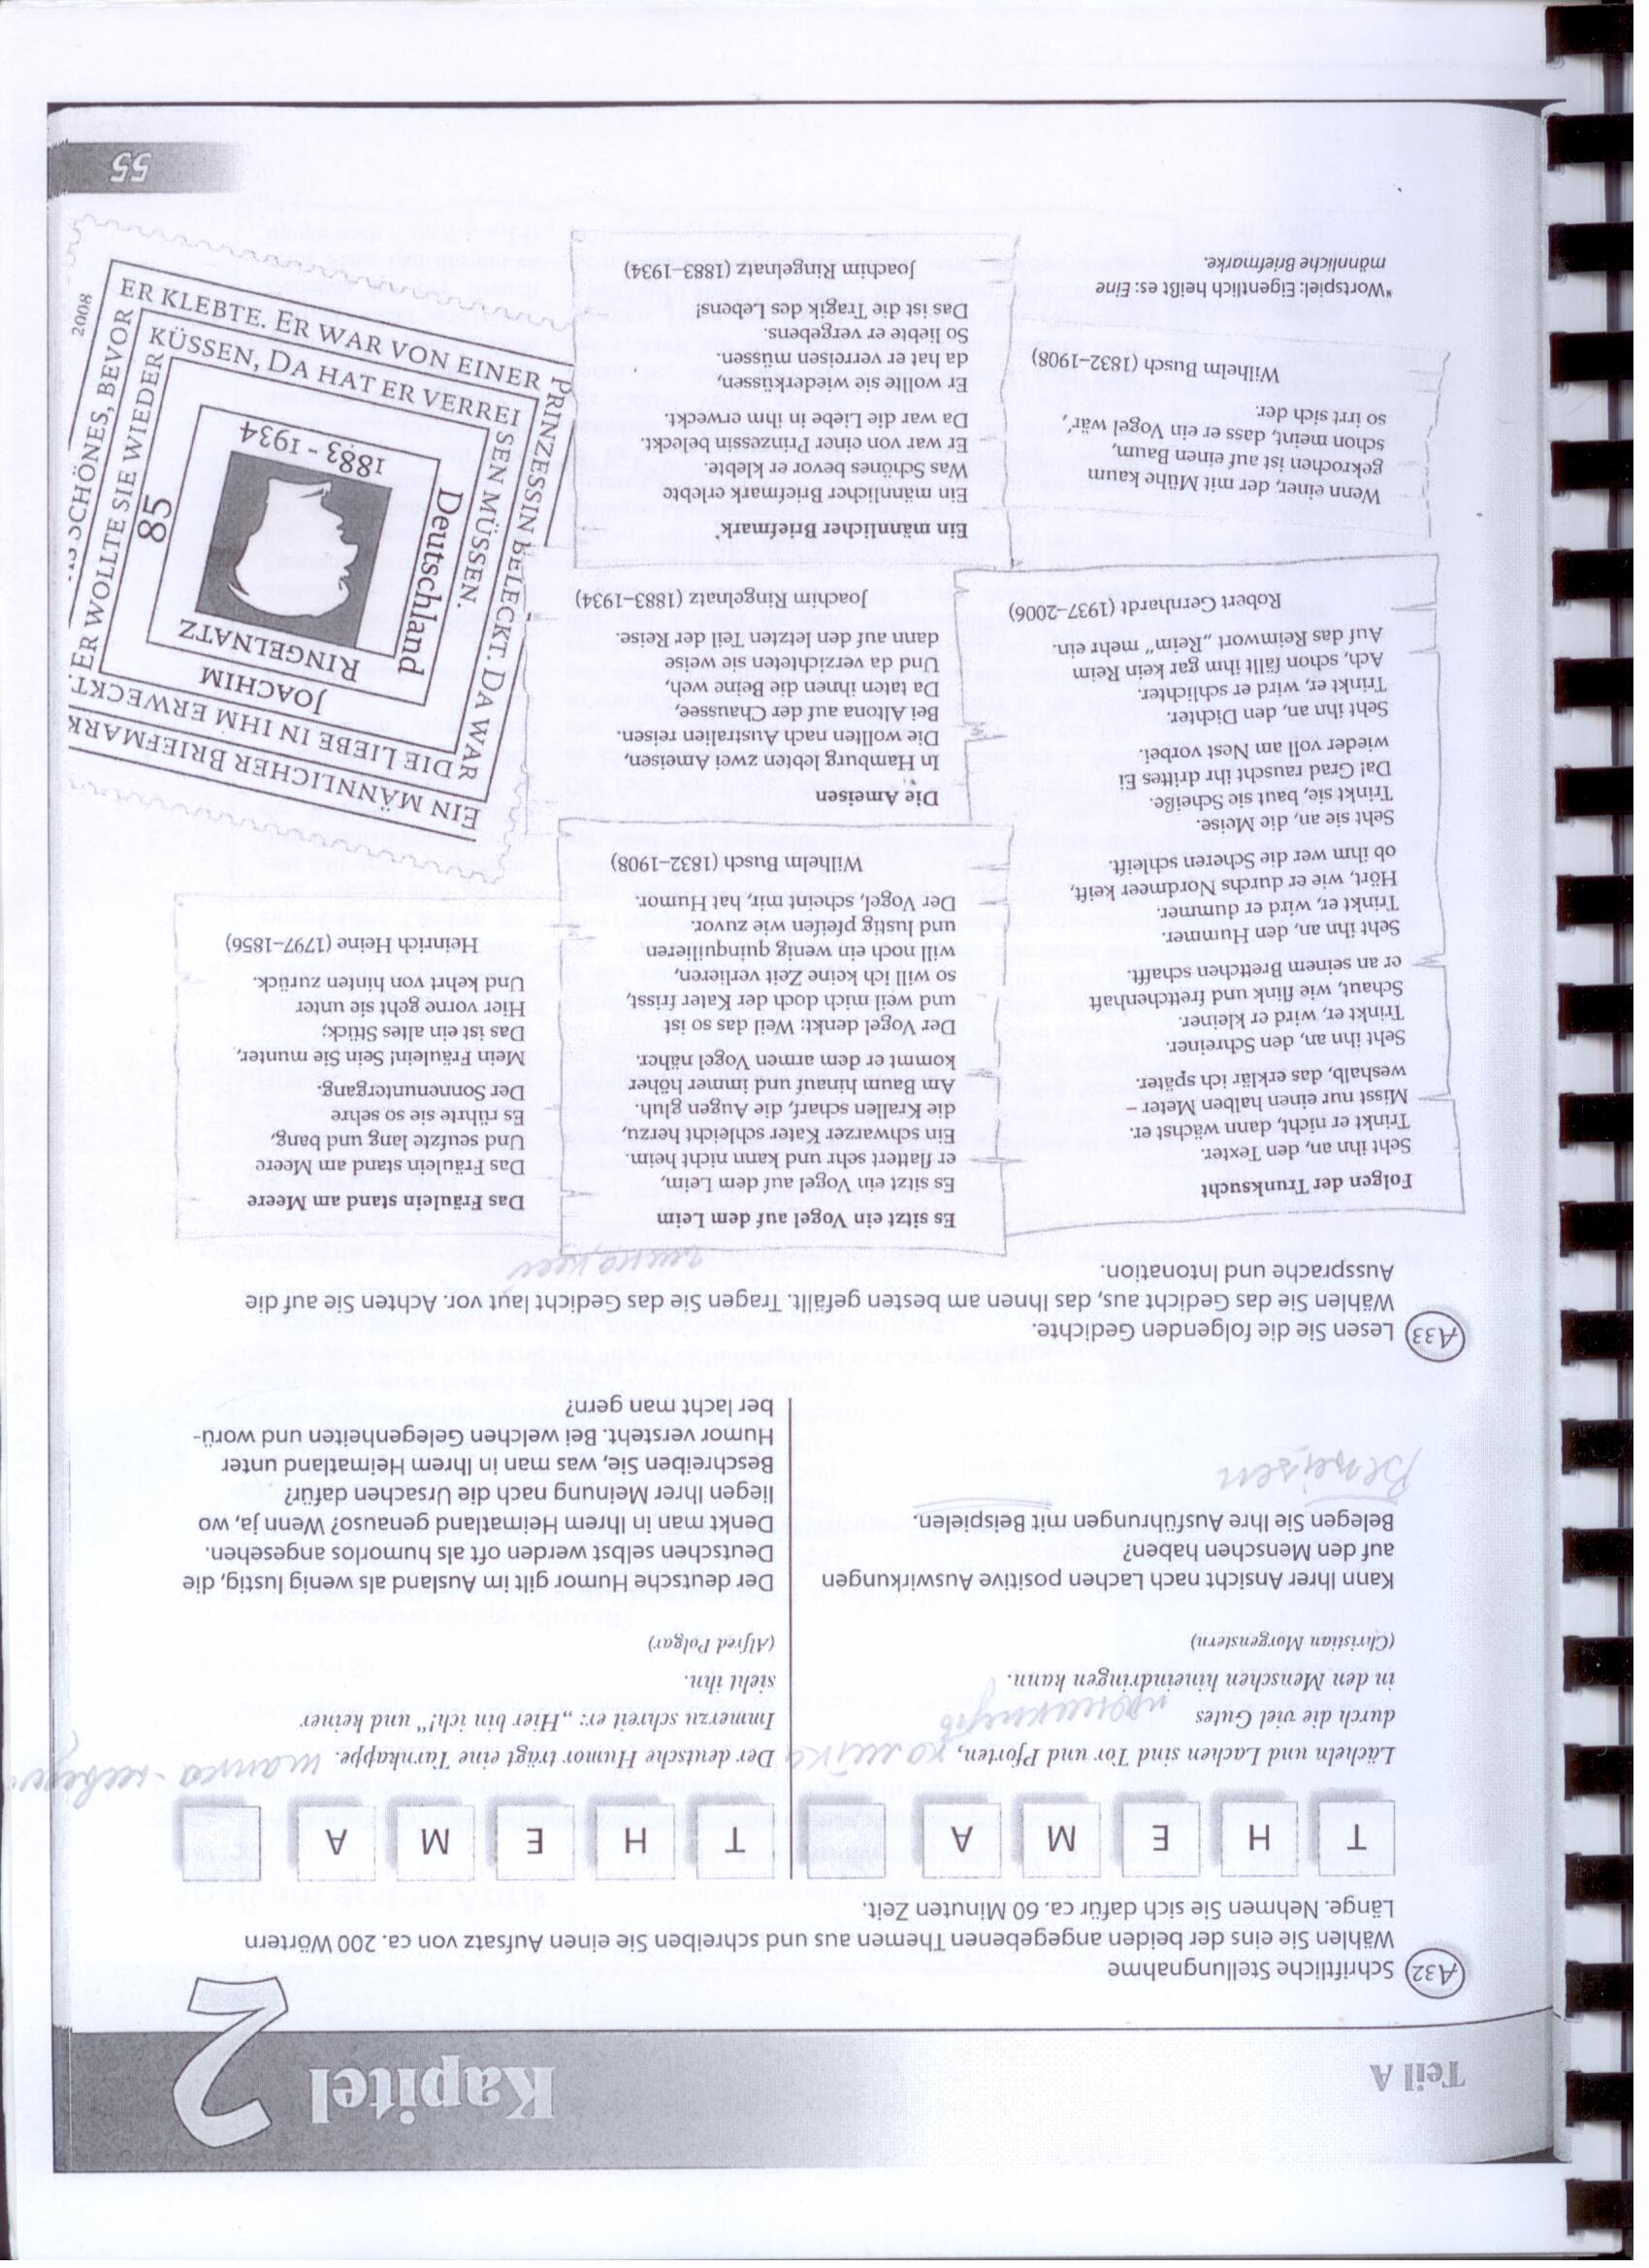 Teil A
Kapitel 2
A32 Schriftliche Stellungnahme
Wählen Sie eins der beiden angegebenen Themen aus und schreiben Sie einen Aufsatz von ca. 200 Wörtern
Länge. Nehmen Sie sich dafür ca. 60 Minuten Zeit.
T H E M A
Lächeln und Lachen sind Tor und Pforten, калитка
durch die viel Gutes проникнуть
in den Menschen hineindringen kann.
(Christian Morgenstern)
Kann Ihrer Ansicht nach Lachen positive Auswirkungen
auf den Menschen haben?
Belegen Sie Ihre Ausführungen mit Beispielen.
Beweisen
T H E M A
Der deutsche Humor trägt eine Tarnkappe. шапка-
Immerzu schreit er: „Hier bin ich!“ und keiner
sieht ihn.
(Alfred Polgar)
Der deutsche Humor gilt im Ausland als wenig lustig, die
Deutschen selbst werden oft als humorlos angesehen.
Denkt man in Ihrem Heimatland genauso? Wenn ja, wo
liegen Ihrer Meinung nach die Ursachen dafür?
Beschreiben Sie, was man in Ihrem Heimatland unter
Humor versteht. Bei welchen Gelegenheiten und worü-
ber lacht man gern?
A33 Lesen Sie die folgenden Gedichte.
Wählen Sie das Gedicht aus, das Ihnen am besten gefällt. Tragen Sie das Gedicht laut vor. Achten Sie auf die
Aussprache und Intonation.
Folgen der Trunksucht
Seht ihn an, den Texter.
Trinkt er nicht, dann wächst er.
Misst nur einen halben Meter –
weshalb, das erklär ich später.
Seht ihn an, den Schreiner.
Trinkt er, wird er kleiner.
Schaut, wie flink und frettchenhaft
er an seinem Brettchen schafft.
Seht ihn an, den Hummer.
Trinkt er, wird er dummer.
Hört, wie er durchs Nordmeer keift,
ob ihm wer die Scheren schleift.
Seht sie an, die Meise.
Trinkt sie, baut sie Scheiße.
Da! Grad rauscht ihr drittes Ei
wieder voll am Nest vorbei.
Seht ihn an, den Dichter.
Trinkt er, wird er schlichter.
Ach, schon fällt ihm gar kein Reim
Auf das Reimwort „Reim“ mehr ein.
Robert Gernhardt (1937–2006)
глина, клей
Es sitzt ein Vogel auf dem Leim
Es sitzt ein Vogel auf dem Leim,
er flattert sehr und kann nicht heim.
Ein schwarzer Kater schleicht herzu,
die Krallen scharf, die Augen gluh.
Am Baum hinauf und immer höher
kommt er dem armen Vogel näher.
Der Vogel denkt: Weil das so ist
und weil mich doch der Kater frisst,
so will ich keine Zeit verlieren,
will noch ein wenig quinquilieren
und lustig pfeifen wie zuvor.
Der Vogel, scheint mir, hat Humor.
Wilhelm Busch (1832–1908)
Das Fräulein stand am Meere
Das Fräulein stand am Meere
Und seufzte lang und bang,
Es rührte sie so sehre
Der Sonnenuntergang.
Mein Fräulein! Sein Sie munter,
Das ist ein altes Stück;
Hier vorne geht sie unter
Und kehrt von hinten zurück.
Heinrich Heine (1797–1856)
Die Ameisen
In Hamburg lebten zwei Ameisen,
Die wollten nach Australien reisen.
Bei Altona auf der Chaussee,
Da taten ihnen die Beine weh,
Und da verzichteten sie weise
dann auf den letzten Teil der Reise.
Joachim Ringelnatz (1883–1934)
Wenn einer, der mit Mühe kaum
gekrochen ist auf einen Baum,
schon meint, dass er ein Vogel wär',
so irrt sich der.
Wilhelm Busch (1832–1908)
*Wortspiel: Eigentlich heißt es: Eine
männliche Briefmarke.
Ein männlicher Briefmark*
Ein männlicher Briefmark erlebte
Was Schönes bevor er klebte.
Er war von einer Prinzessin beleckt.
Da war die Liebe in ihm erweckt.
Er wollte sie wiederküssen,
da hat er verreisen müssen.
So liebte er vergebens.
Das ist die Tragik des Lebens!
Joachim Ringelnatz (1883–1934)
EIN MÄNNLICHER BRIEFMARK
SCHÖNES, BEVOR
ER KLEBTE. ER WAR VON EINER
PRINZESSIN BELECKT. DA WAR
DIE LIEBE IN IHM ERWECKT.
ER WOLLTE SIE WIEDER
KÜSSEN, DA HAT ER VERREI
SEN MÜSSEN.
Deutschland
JOACHIM
RINGELNATZ
85
1883 - 1934
2008
55